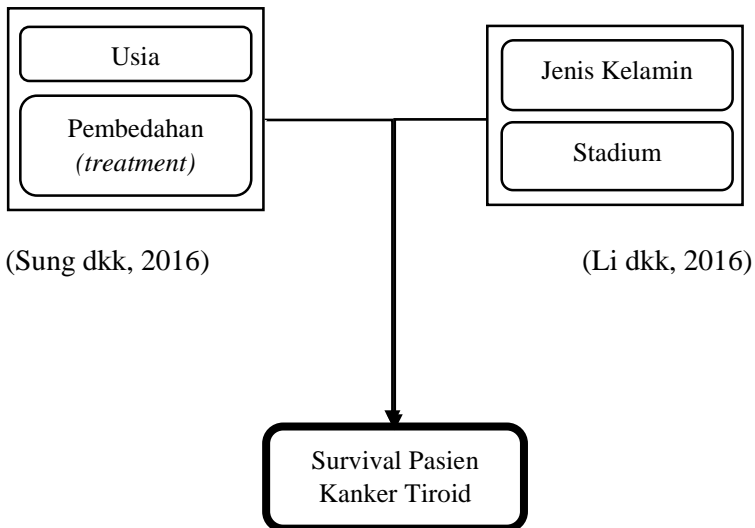 Usia
Pembedahan
(treatment)
Jenis Kelamin
Stadium
(Sung dkk, 2016)
(Li dkk, 2016)
Survival Pasien
Kanker Tiroid